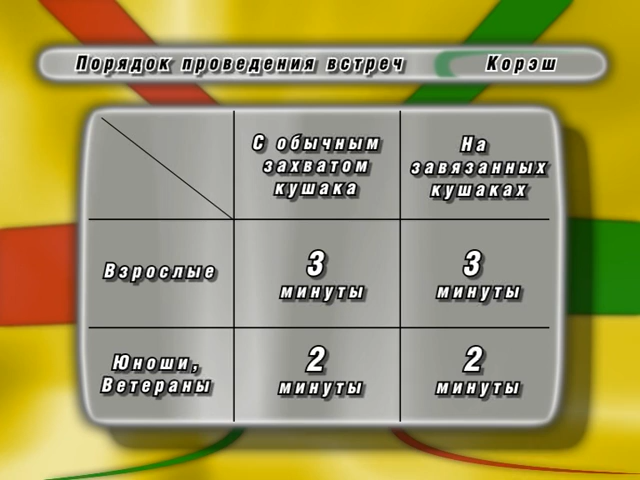 Порядок проведения встреч Корэш
С обычным
захватом
кушака
На
завязанных
кушаках
Взрослые
3
минуты
3
минуты
Юноши,
Ветераны
2
минуты
2
минуты